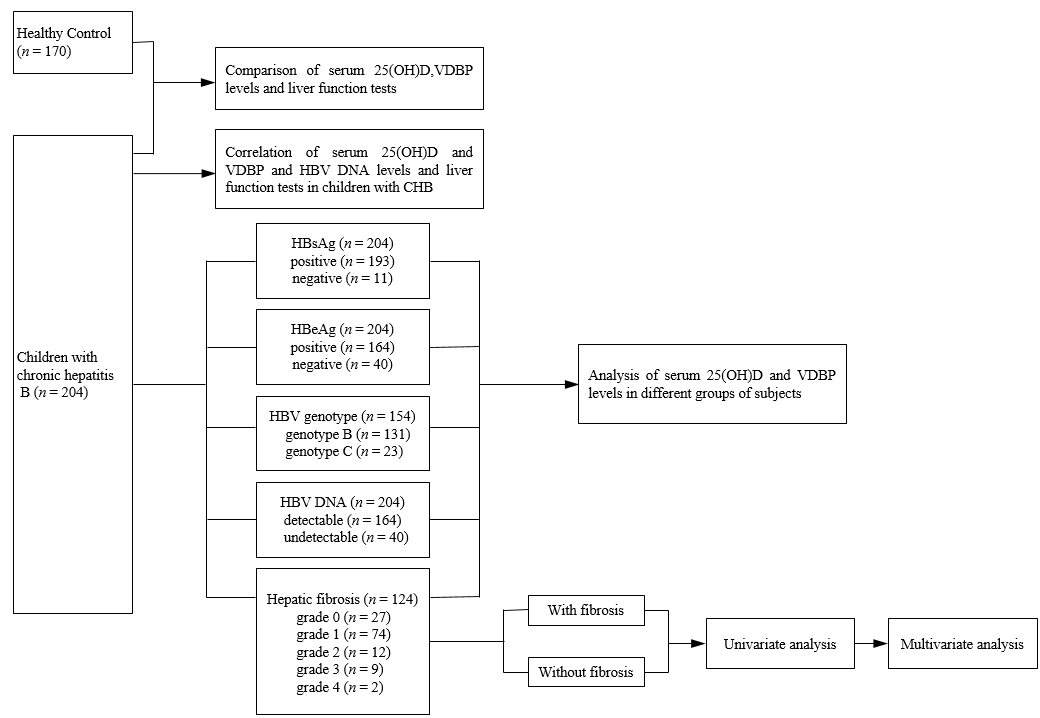 Healthy Control
(n = 170)
Comparison of serum 25(OH)D,VDBP
levels and liver function tests
Correlation of serum 25(OH)D and
VDBP and HBV DNA levels and liver
function tests in children with CHB
Children with
chronic hepatitis
B (n = 204)
HBsAg (n = 204)
positive (n = 193)
negative (n = 11)
HBeAg (n = 204)
positive (n = 164)
negative (n = 40)
HBV genotype (n = 154)
genotype B (n = 131)
genotype C (n = 23)
HBV DNA (n = 204)
detectable (n = 164)
undetectable (n = 40)
Hepatic fibrosis (n = 124)
grade 0 (n = 27)
grade 1 (n = 74)
grade 2 (n = 12)
grade 3 (n = 9)
grade 4 (n = 2)
Analysis of serum 25(OH)D and VDBP
levels in different groups of subjects
With fibrosis
Without fibrosis
Univariate analysis
Multivariate analysis